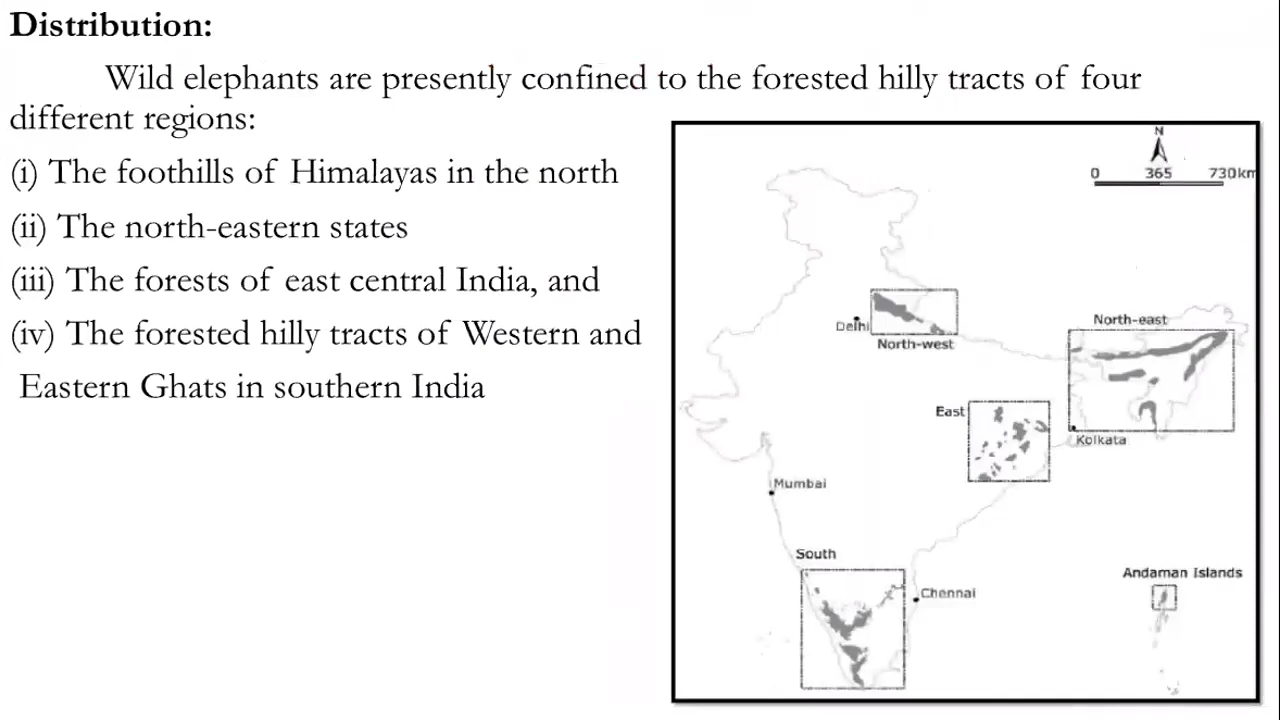 Distribution:
Wild elephants are presently confined to the forested hilly tracts of four
different regions:
(i) The foothills of Himalayas in the north
(ii) The north-eastern states
(iii) The forests of east central India, and
(iv) The forested hilly tracts of Western and
Eastern Ghats in southern India
N
0 365 730km
Delhi
North-west
North-east
East
Kolkata
Mumbai
South
Chennai
Andaman Islands